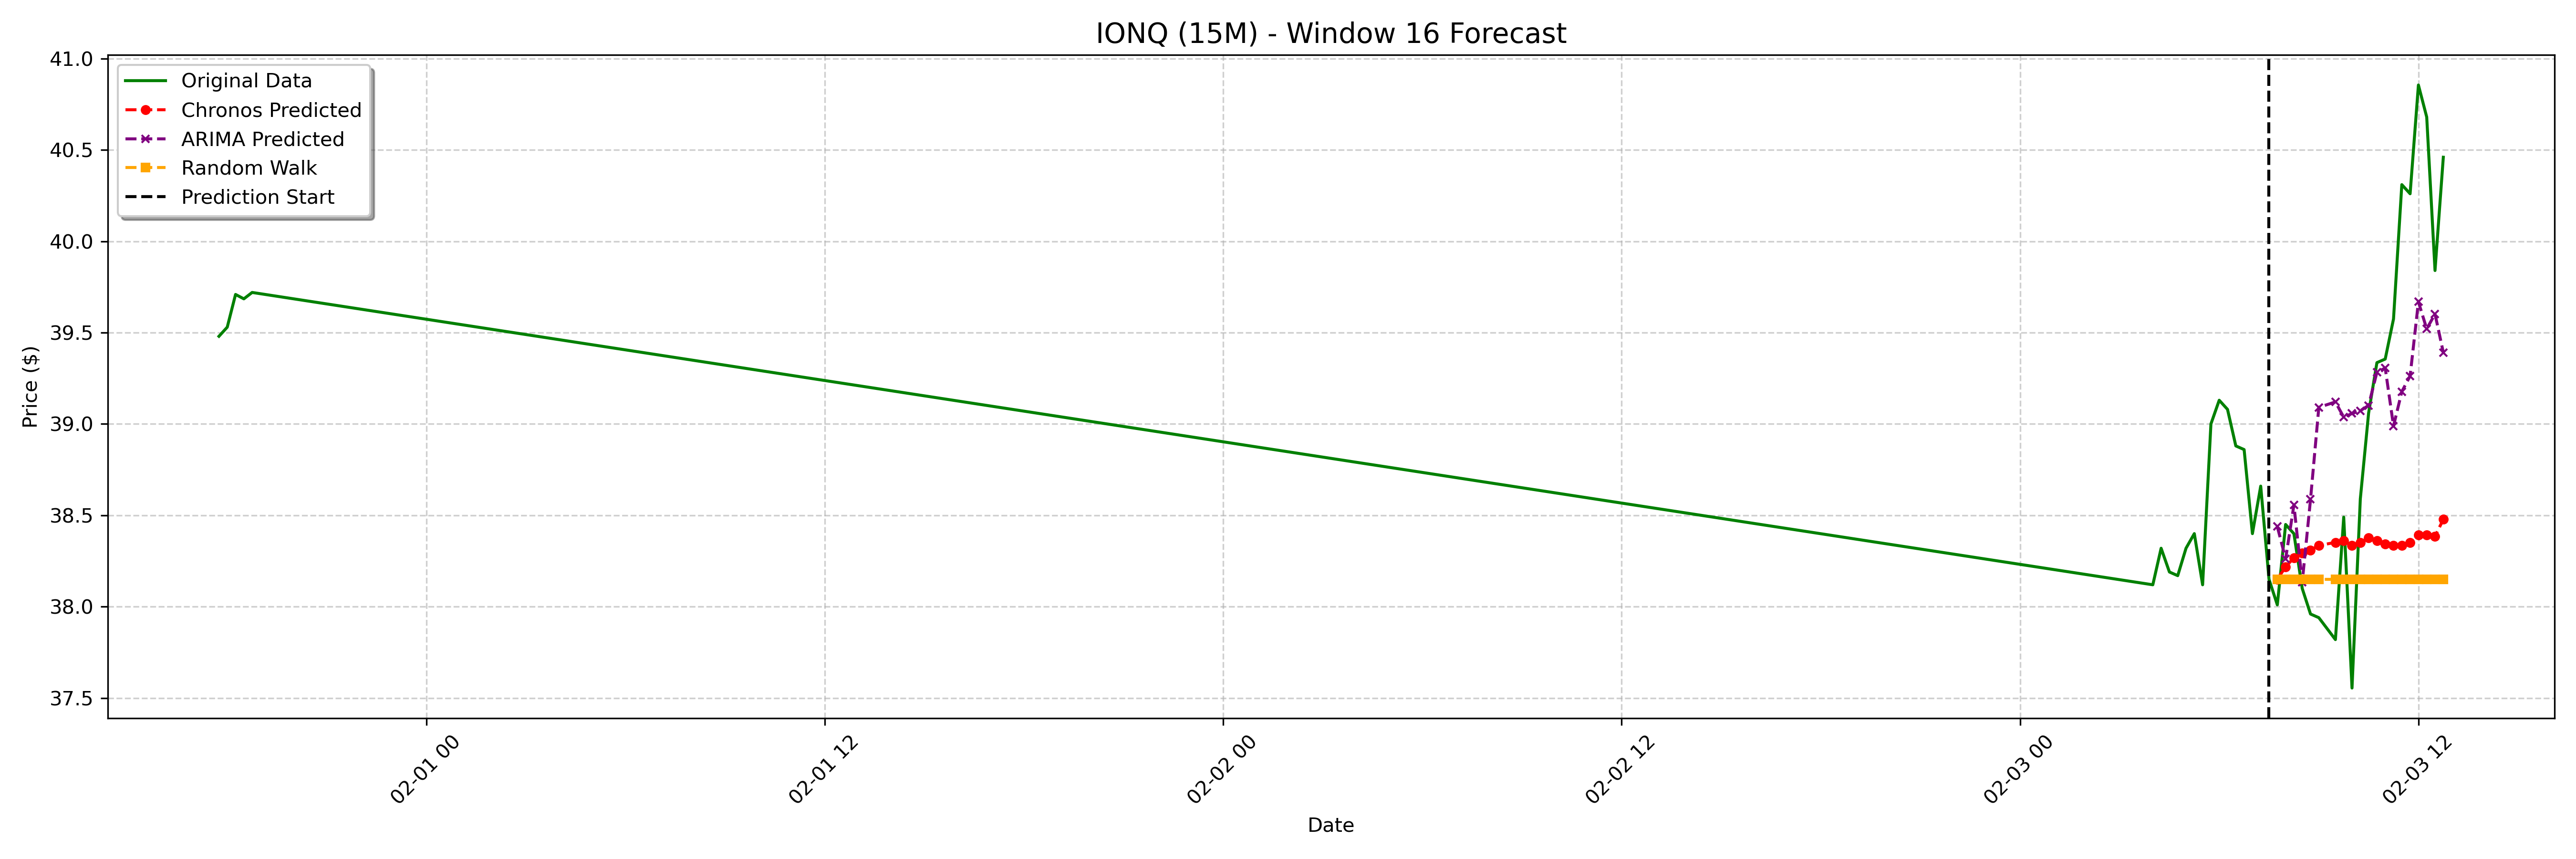 IONQ (15M) - Window 16 Forecast
Original Data
Chronos Predicted
ARIMA Predicted
Random Walk
Prediction Start
Price ($)
41.0
40.5
40.0
39.5
39.0
38.5
38.0
37.5
02-01 00
02-01 12
02-02 00
02-02 12
02-03 00
02-03 12
Date